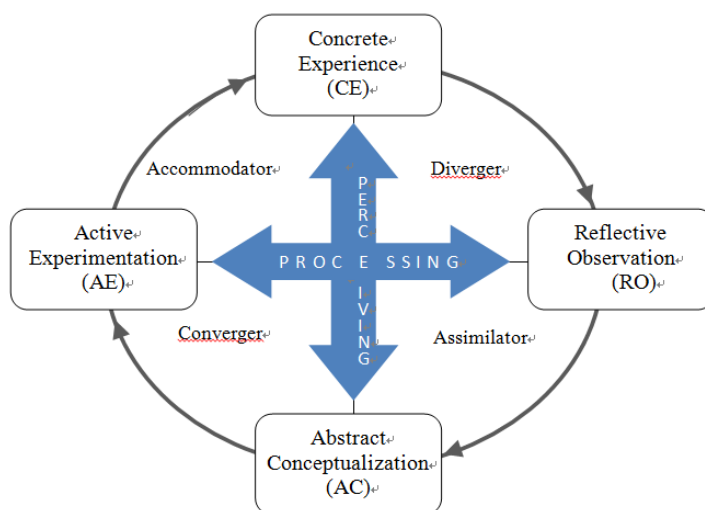 Concrete
Experience
(CE)
Accommodator
Diverger
PERCEIVING
Active
Experimentation
(AE)
PROCESSING
Reflective
Observation
(RO)
Converger
Assimilator
Abstract
Conceptualization
(AC)